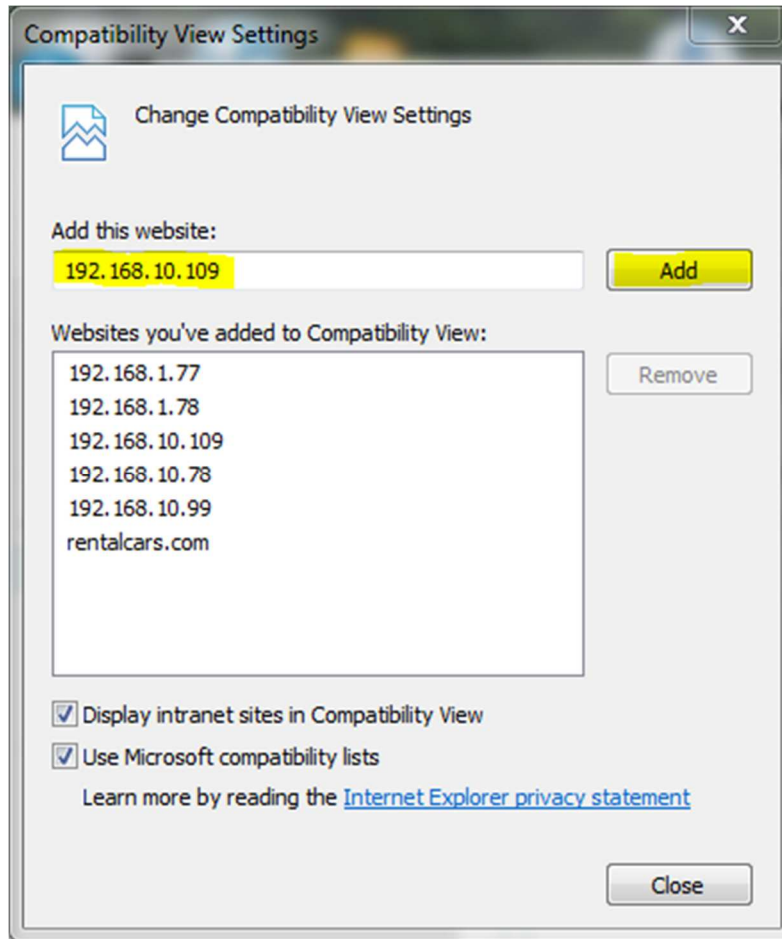 Compatibility View Settings
X
Change Compatibility View Settings
Add this website:
192.168.10.109
Add
Websites you've added to Compatibility View:
192.168.1.77
Remove
192.168.1.78
192.168.10.109
192.168.10.78
192.168.10.99
rentalcars.com
Display intranet sites in Compatibility View
Use Microsoft compatibility lists
Learn more by reading the Internet Explorer privacy statement
Close